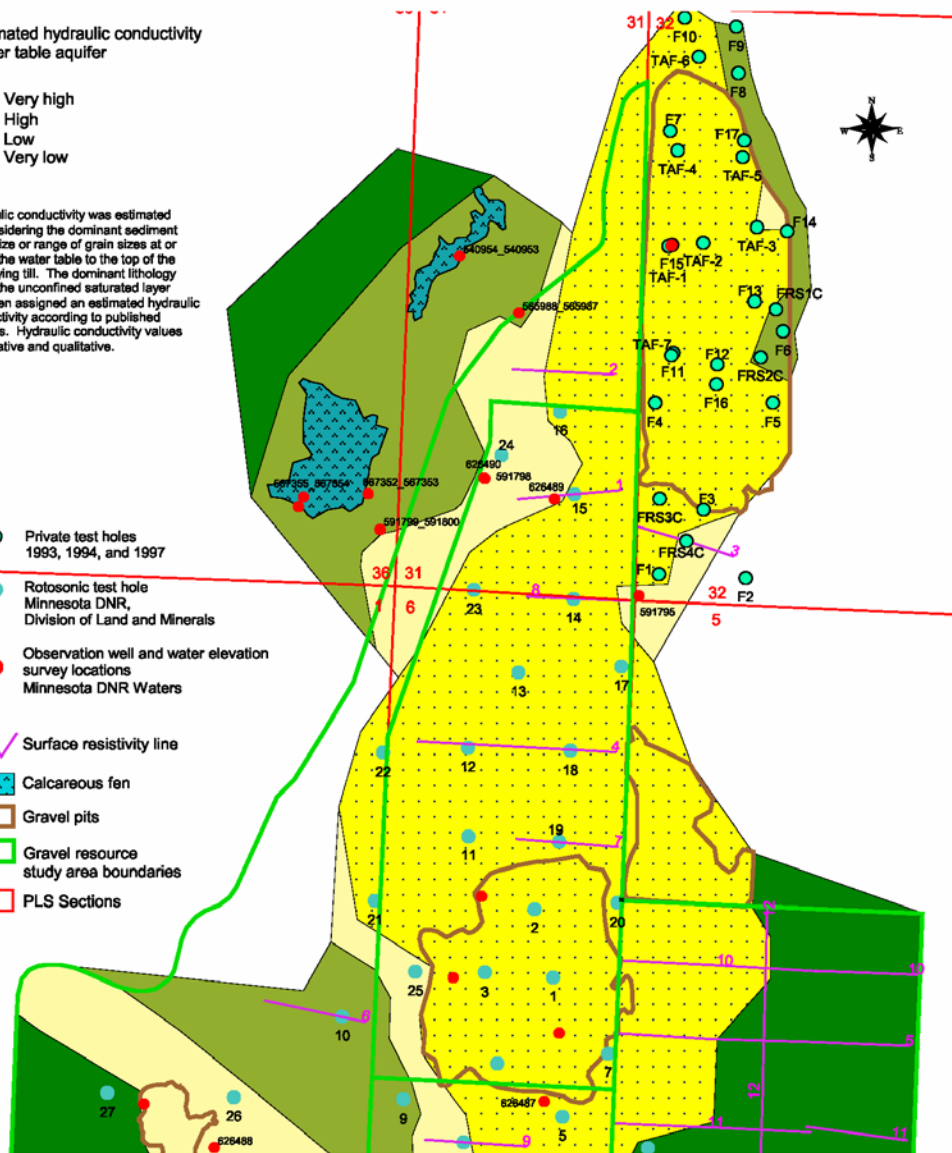 mated hydraulic conductivity
er table aquifer
Very high
High
Low
Very low
lic conductivity was estimated
sidering the dominant sediment
ize or range of grain sizes at or
the water table to the top of the
ying till. The dominant lithology
the unconfined saturated layer
en assigned an estimated hydraulic
ctivity according to published
s. Hydraulic conductivity values
ative and qualitative.
Private test holes
1993, 1994, and 1997
Rotosonic test hole
Minnesota DNR,
Division of Land and Minerals
Observation well and water elevation
survey locations
Minnesota DNR Waters
Surface resistivity line
Calcareous fen
Gravel pits
Gravel resource
study area boundaries
PLS Sections
31 32
F10
F9
TAF-6
F8
N
W E
S
F7
F17
TAF-4
TAF-5
F14
TAF-3
F15 TAF-2
TAF-1
540954_540953
F13 FRS1C
565988_565987
F6
TAF-7
F11
F12
FRS2C
2
F16
F4
F5
16
24
626490
591798
626489
567352_567353
1
15
FRS3C
F3
591799_591800
FRS4C
3
F1
F2
36 31
32
1 6
5
8
23
14
591795
13
17
22
12
18
4
11
19
7
21
2
20
12
10
10
25
3
1
6
10
5
7
12
27
26
9
626487
5
11
11
626488
9